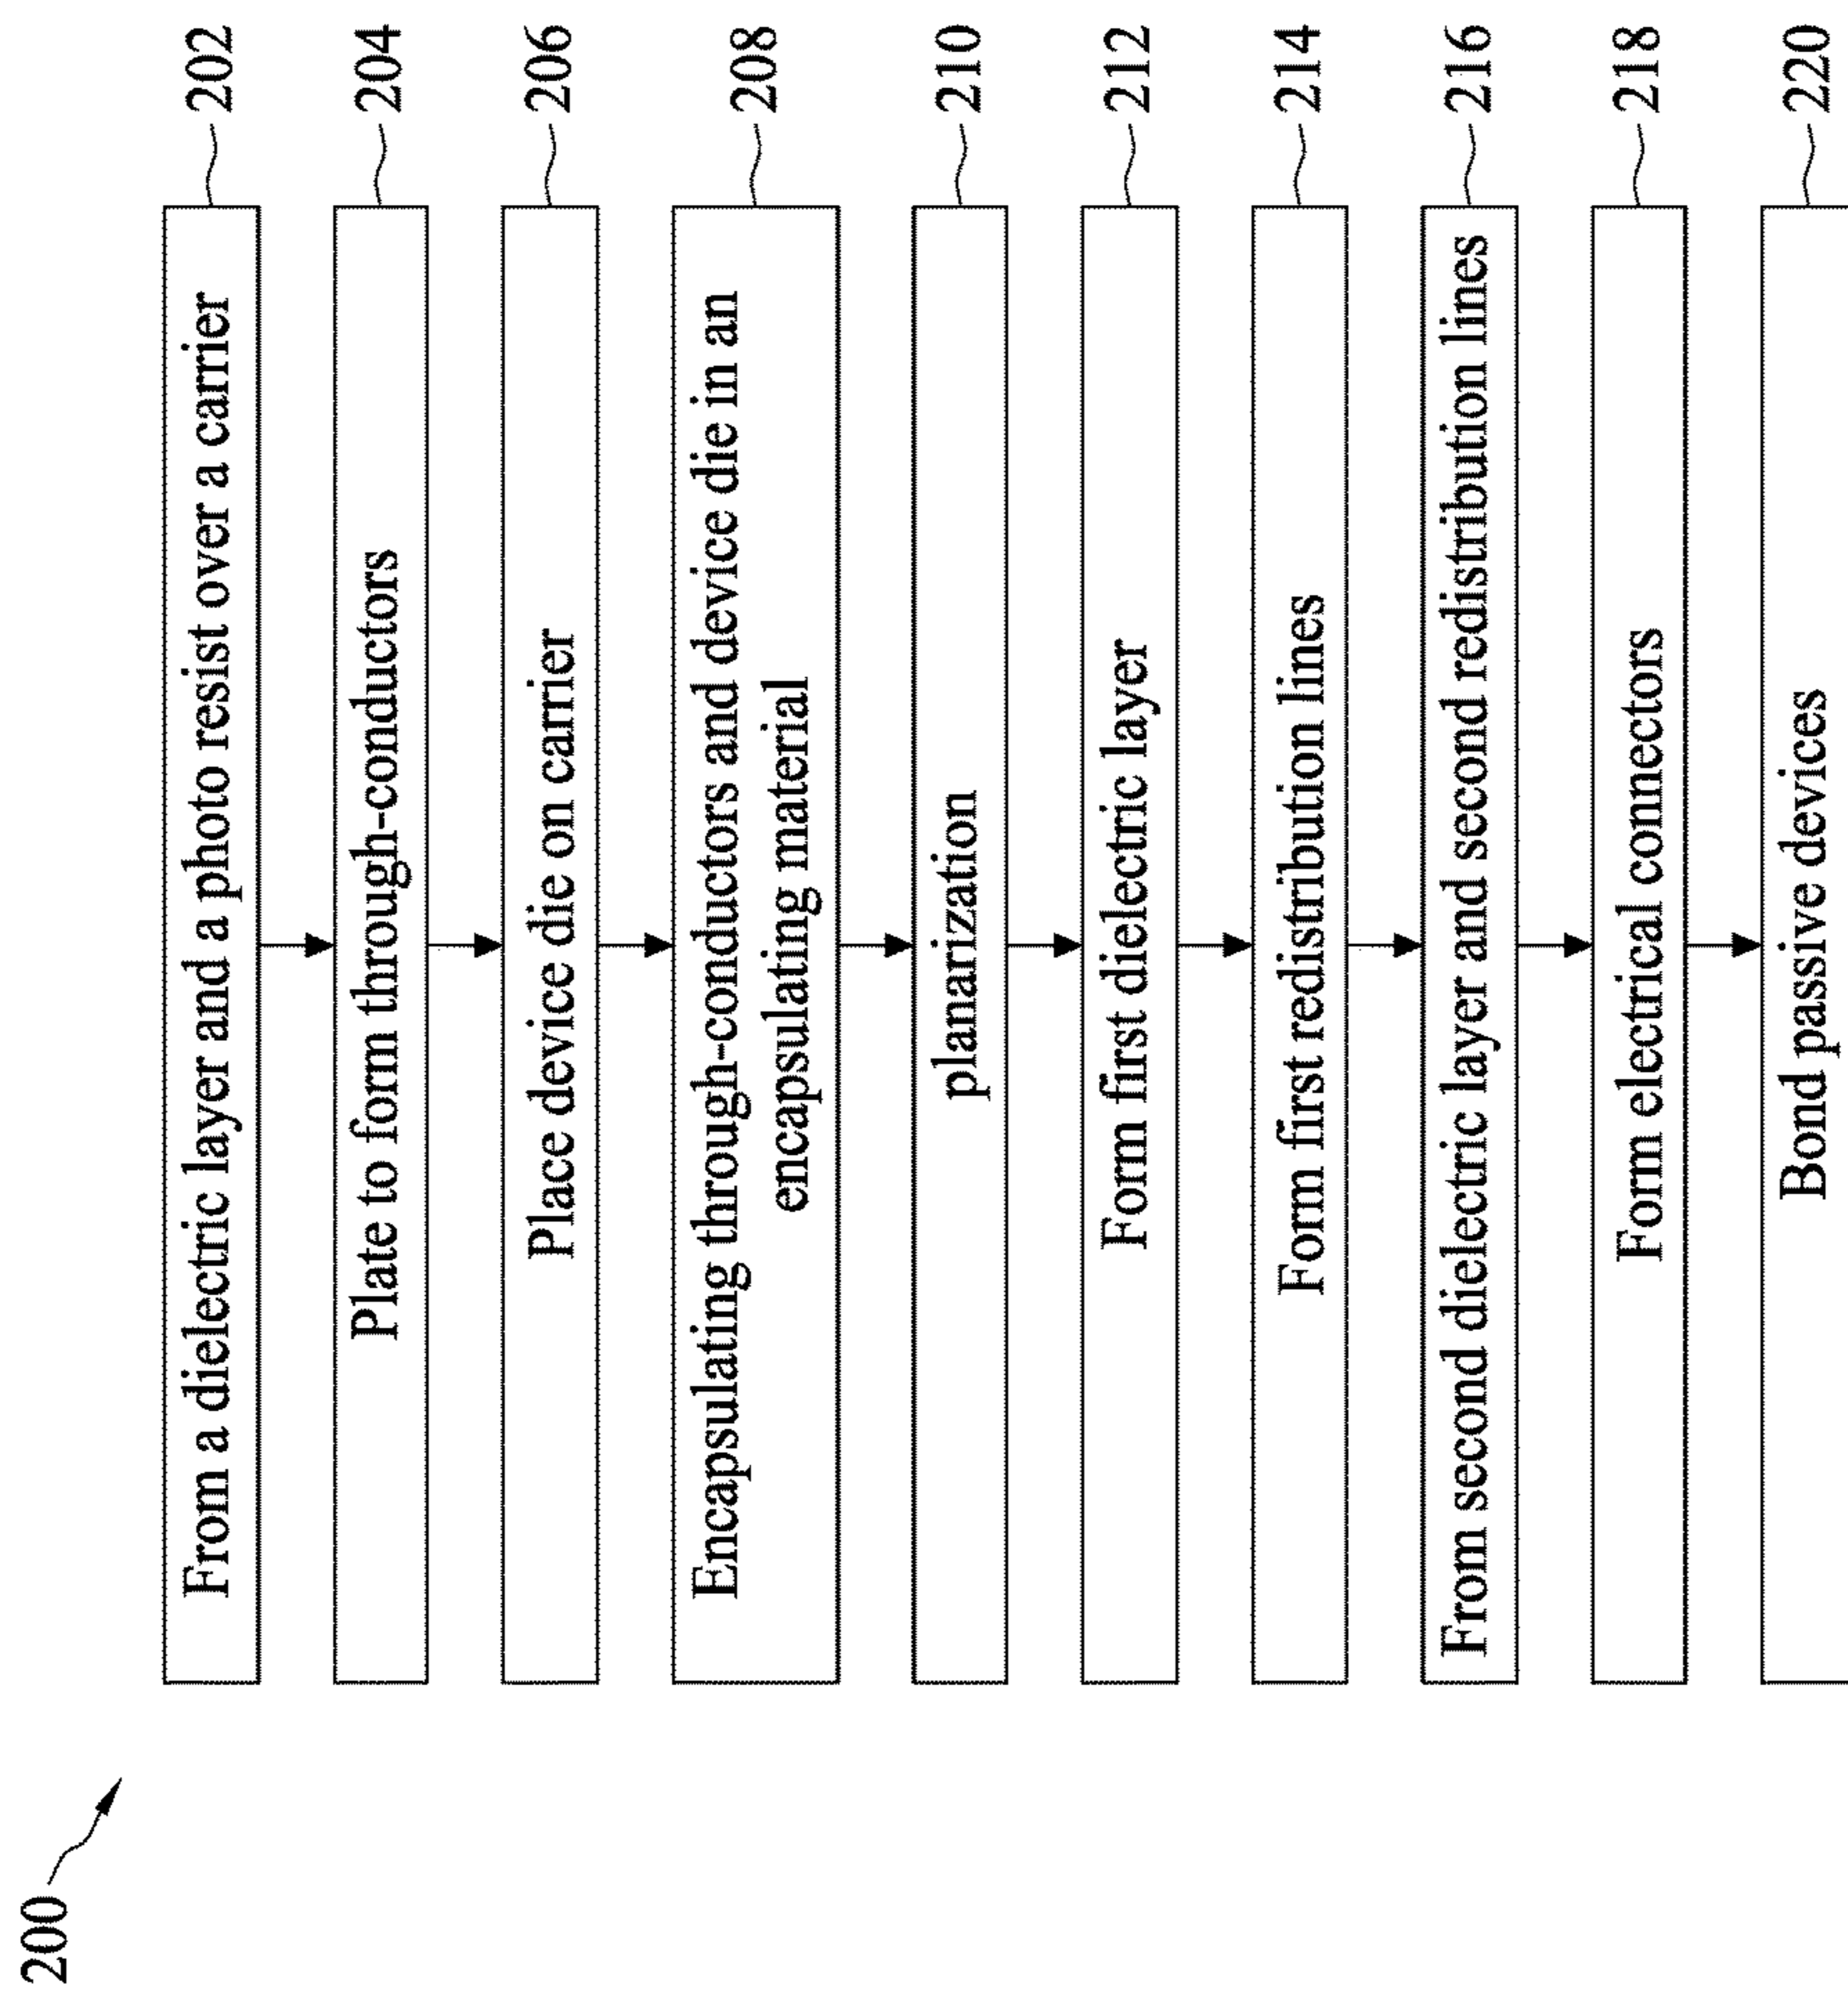 200
From a dielectric layer and a photo resist over a carrier
202
Plate to form through-conductors
204
Place device die on carrier
206
Encapsulating through-conductors and device die in an
encapsulating material
208
planarization
210
Form first dielectric layer
212
Form first redistribution lines
214
From second dielectric layer and second redistribution lines
216
Form electrical connectors
218
Bond passive devices
220